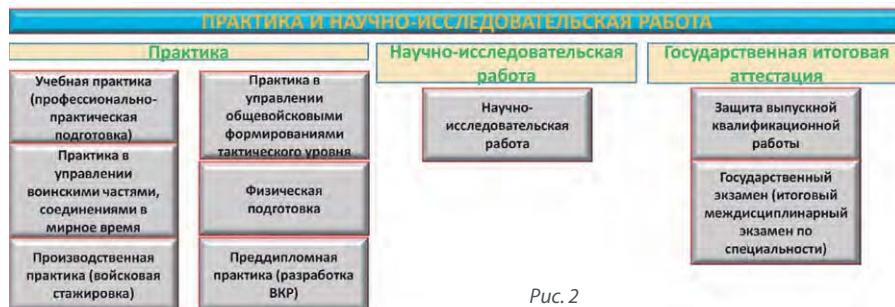 ПРАКТИКА И НАУЧНО-ИССЛЕДОВАТЕЛЬСКАЯ РАБОТА
Практика
Учебная практика
(профессионально-
практическая
подготовка)
Практика в
управлении
воинскими частями,
соединениями в
мирное время
Производственная
практика (войсковая
стажировка)
Практика в
управлении
общевойсковыми
формированиями
тактического уровня
Физическая
подготовка
Преддипломная
практика (разработка
ВКР)
Научно-исследовательская
работа
Научно-
исследовательская
работа
Государственная итоговая
аттестация
Защита выпускной
квалификационной
работы
Государственный
экзамен (итоговый
междисциплинарный
экзамен по
специальности)
Рис. 2